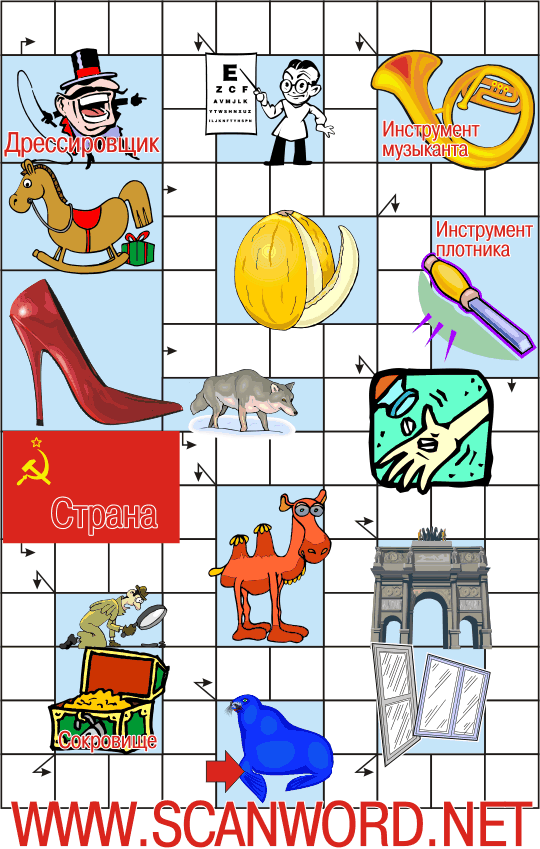 E
Z C F
A V M J L K
Дрессировщик
Инструмент
музыканта
Инструмент
плотника
Страна
Сокровище
WWW.SCANWORD.NET